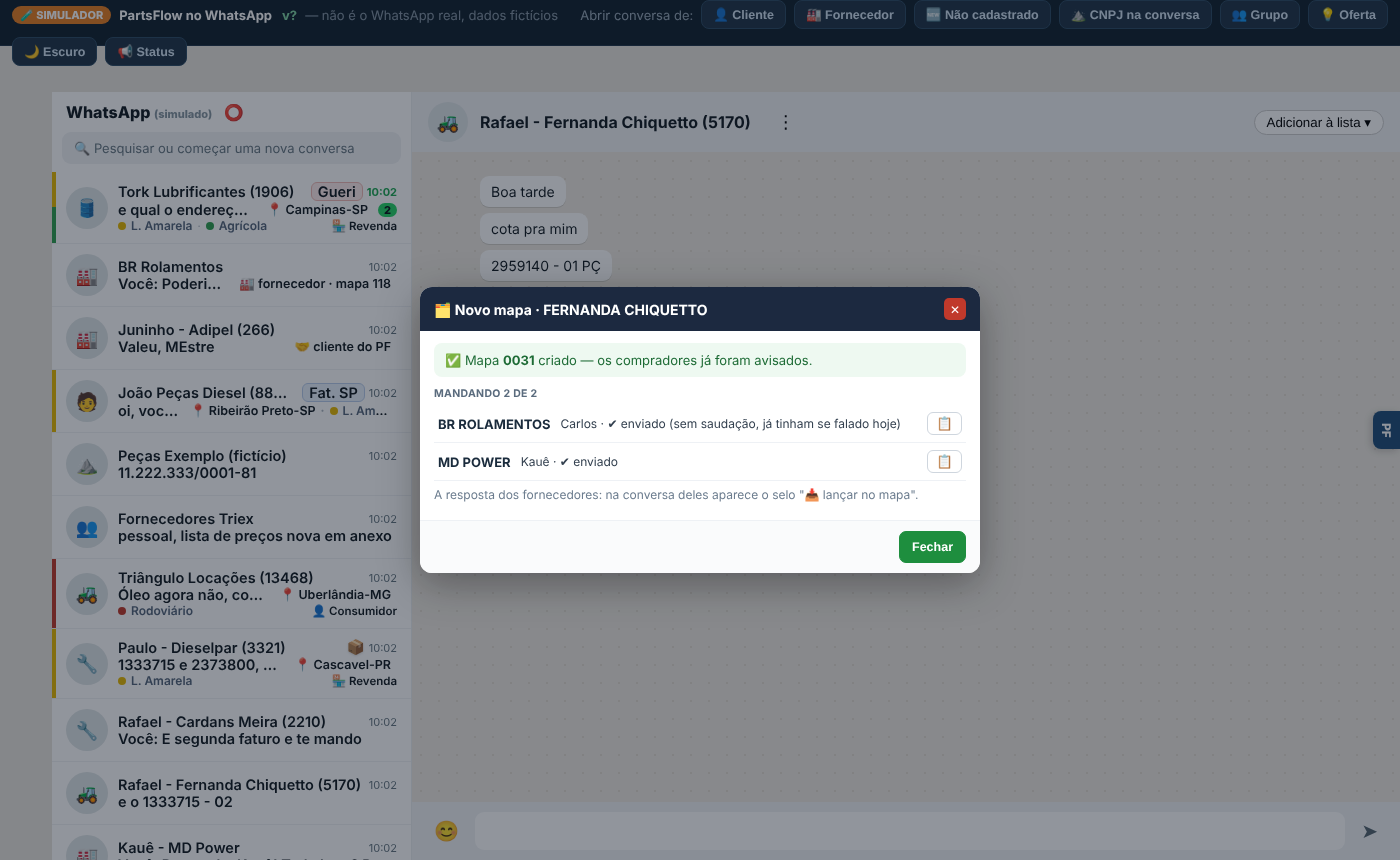 🧪 SIMULADOR PartsFlow no WhatsApp v? — não é o WhatsApp real, dados fictícios Abrir conversa de: 👤 Cliente 🏭 Fornecedor 🆕 Não cadastrado ⛰️ CNPJ na conversa 👥 Grupo 💡 Oferta
🌙 Escuro 📢 Status
WhatsApp (simulado) ⭕
🔍 Pesquisar ou começar uma nova conversa
Tork Lubrificantes (1906) Gueri 10:02
e qual o endereç... 📍 Campinas-SP 2
L. Amarela · Agrícola 🏪 Revenda
BR Rolamentos 10:02
Você: Poderi... 🏭 fornecedor · mapa 118
Juninho - Adipel (266) 10:02
Valeu, MEstre 🤝 cliente do PF
João Peças Diesel (88... Fat. SP 10:02
oi, voc... 📍 Ribeirão Preto-SP · L. Am...
Peças Exemplo (fictício) 10:02
11.222.333/0001-81
Fornecedores Triex 10:02
pessoal, lista de preços nova em anexo
Triângulo Locações (13468) 10:02
Óleo agora não, co... 📍 Uberlândia-MG
Rodoviário 👤 Consumidor
Paulo - Dieselpar (3321) 📦 10:02
1333715 e 2373800, ... 📍 Cascavel-PR
L. Amarela 🏪 Revenda
Rafael - Cardans Meira (2210) 10:02
Você: E segunda faturo e te mando
Rafael - Fernanda Chiquetto (5170) 10:02
e o 1333715 - 02
Kauê - MD Power 10:02
Rafael - Fernanda Chiquetto (5170) ⋮ Adicionar à lista ▾
Boa tarde
cota pra mim
2959140 - 01 PÇ
🗂️ Novo mapa · FERNANDA CHIQUETTO ✕
✅ Mapa 0031 criado — os compradores já foram avisados.
MANDANDO 2 DE 2
BR ROLAMENTOS Carlos · ✔ enviado (sem saudação, já tinham se falado hoje) 📋
MD POWER Kauê · ✔ enviado 📋
A resposta dos fornecedores: na conversa deles aparece o selo "📥 lançar no mapa".
Fechar
PF